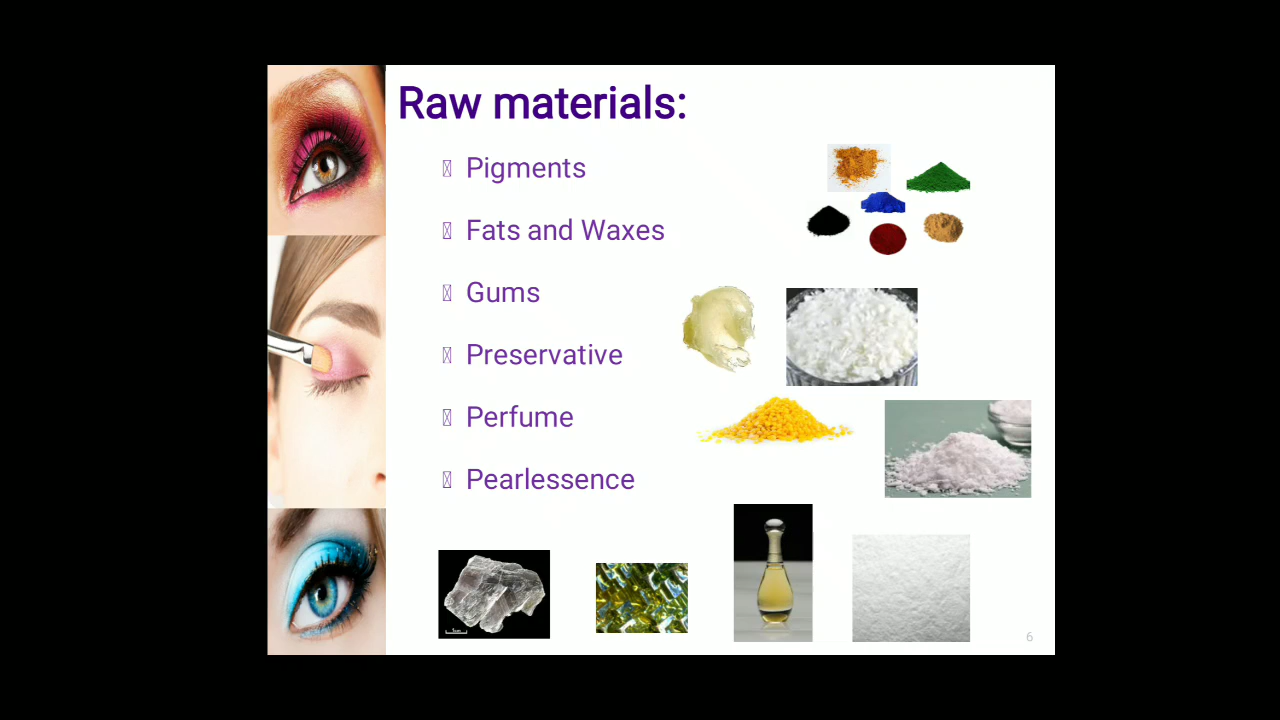 Raw materials:
Pigments
Fats and Waxes
Gums
Preservative
Perfume
Pearlessence
6